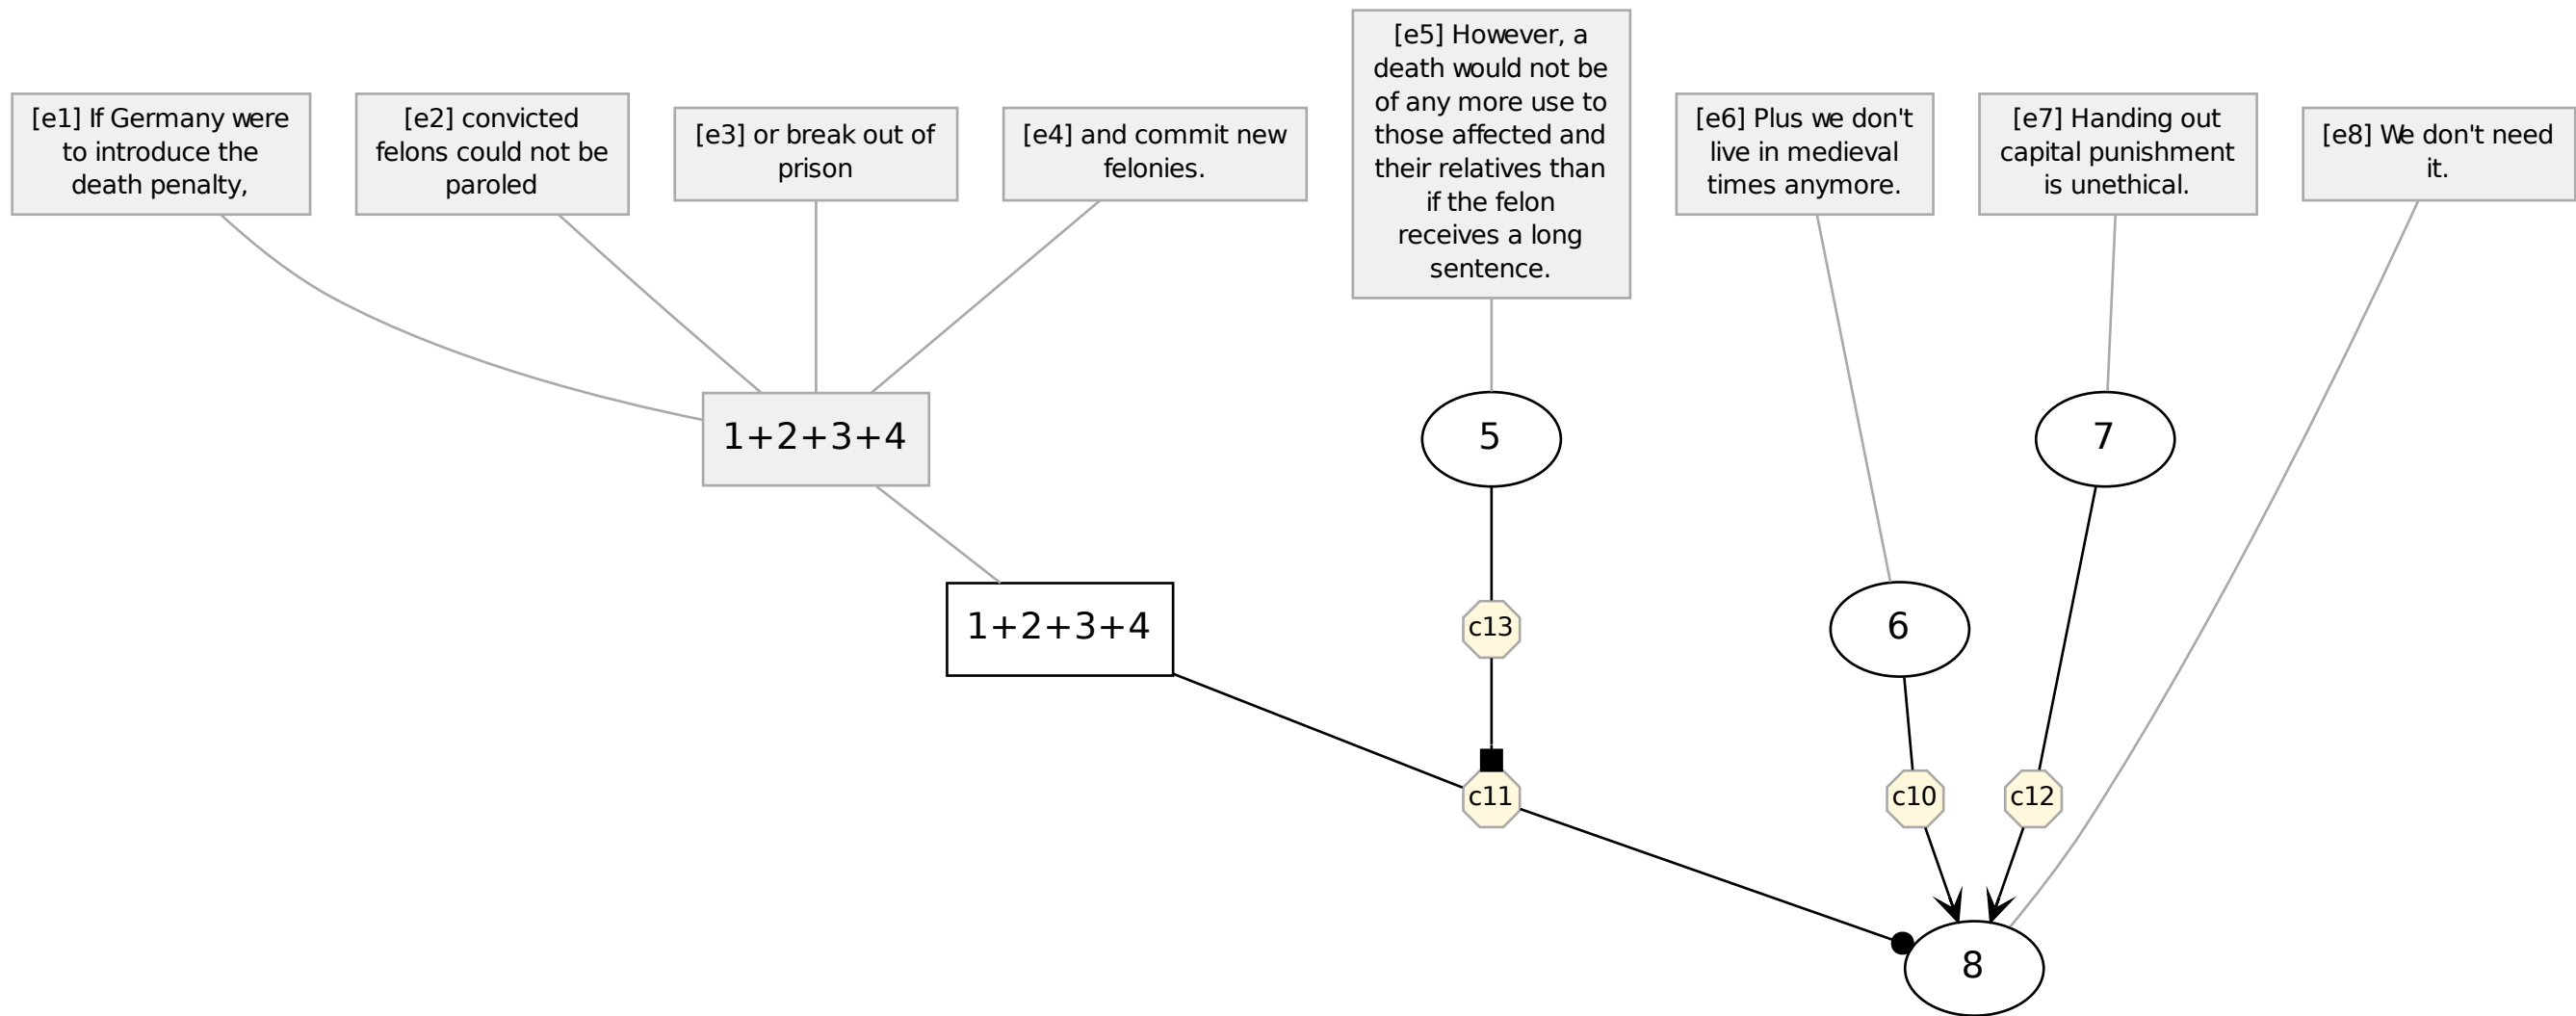 [e1] If Germany were
to introduce the
death penalty,
[e2] convicted
felons could not be
paroled
[e3] or break out of
prison
[e4] and commit new
felonies.
[e5] However, a
death would not be
of any more use to
those affected and
their relatives than
if the felon
receives a long
sentence.
[e6] Plus we don't
live in medieval
times anymore.
[e7] Handing out
capital punishment
is unethical.
[e8] We don't need
it.
1+2+3+4
5
7
1+2+3+4
c13
6
c11
c10
c12
8